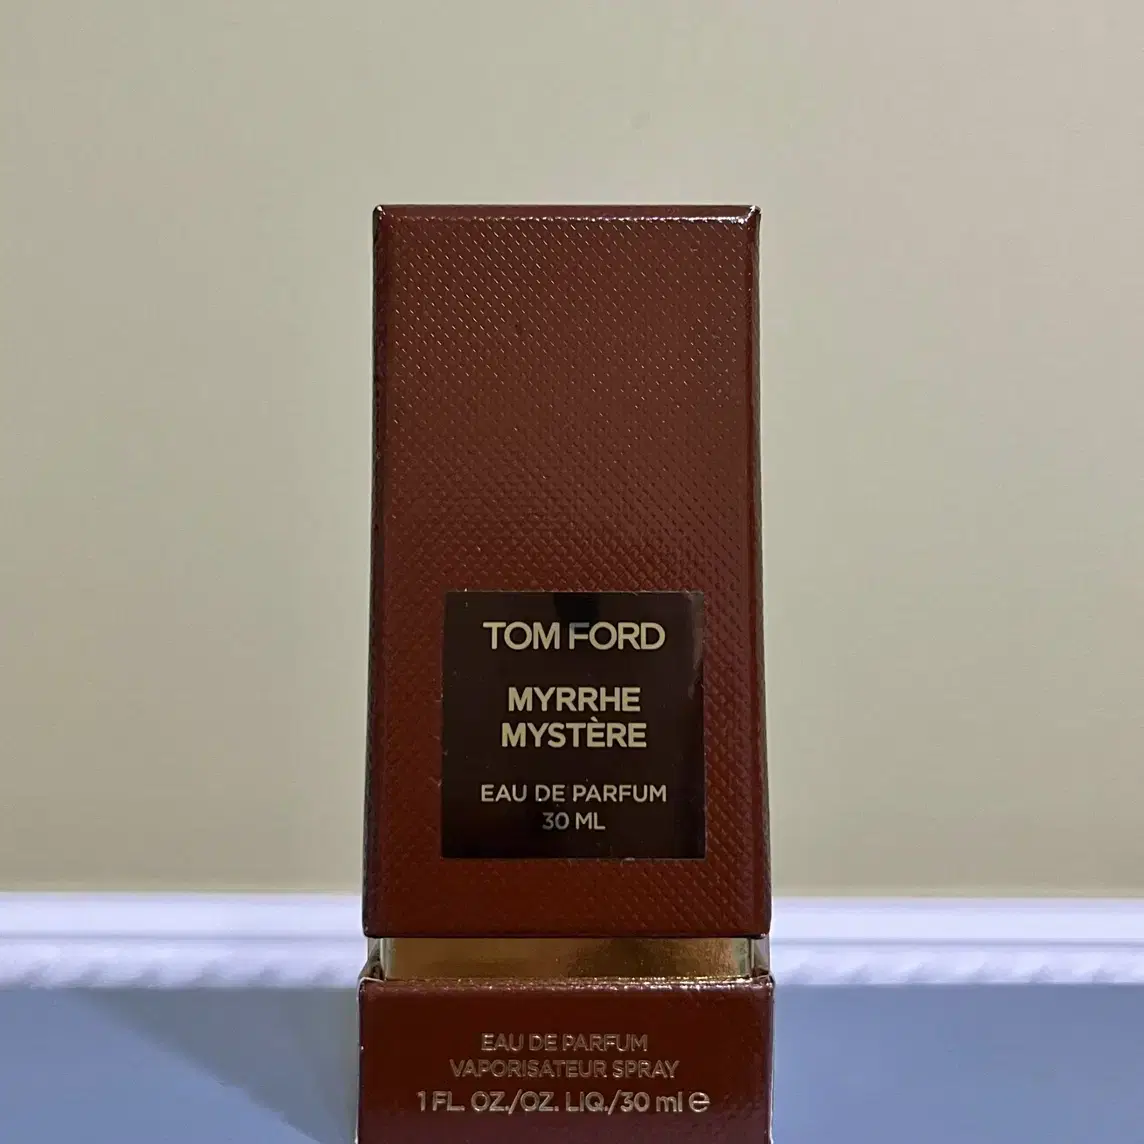 TOM FORD
MYRRHE
MYSTÈRE
EAU DE PARFUM
30 ML
EAU DE PARFUM
VAPORISATEUR SPRAY
1 FL. OZ./OZ. LIQ./30 ml ℮